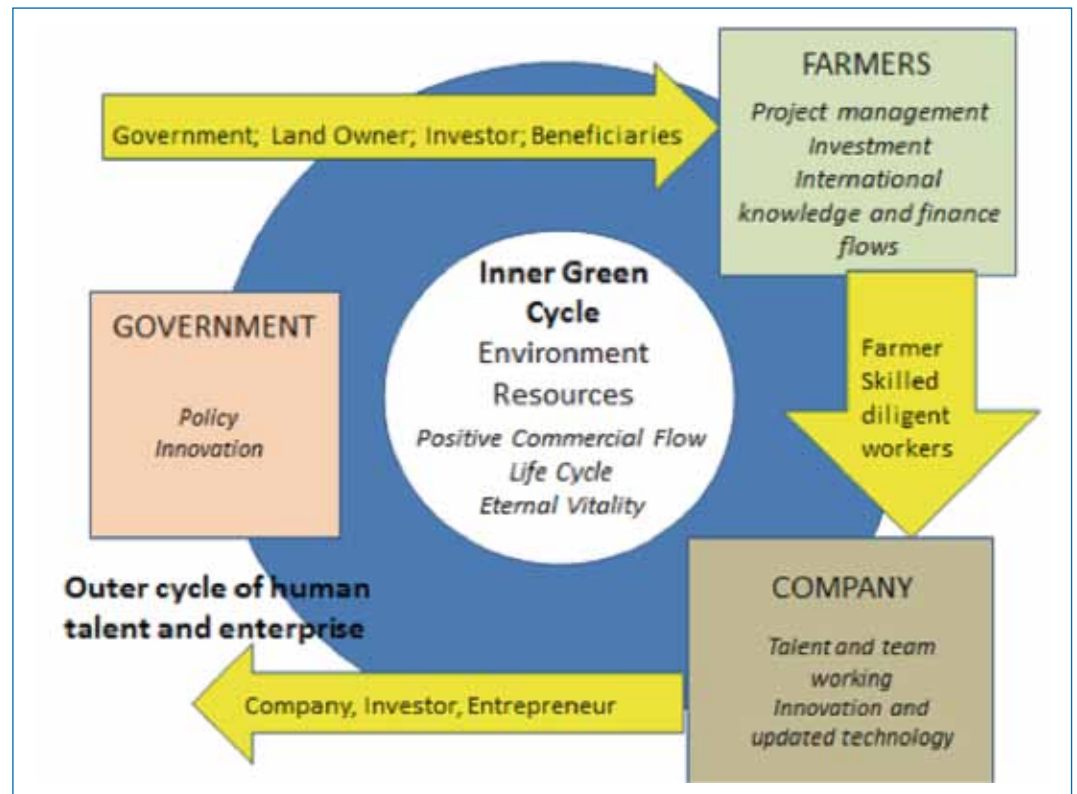 FARMERS
Project management
Investment
International
knowledge and finance
flows
Government; Land Owner; Investor; Beneficiaries
Inner Green
Cycle
Environment
Resources
Positive Commercial Flow
Life Cycle
Eternal Vitality
GOVERNMENT
Policy
Innovation
Farmer
Skilled
diligent
workers
Outer cycle of human
talent and enterprise
COMPANY
Talent and team
working
Innovation and
updated technology
Company, Investor, Entrepreneur